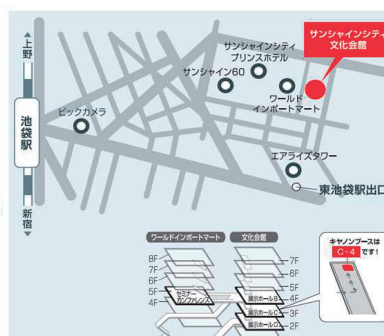 サンシャインシティ
文化会館
サンシャインシティ
プリンスホテル
サンシャイン60
ワールド
インポートマート
ビックカメラ
エアライズタワー
東池袋駅出口
上野
池袋駅
新宿
ワールドインポートマート
8F
7F
6F
5F
4F
セミナー
カンファレンス
文化会館
7F
6F
5F
展示ホールB
4F
展示ホールC
3F
展示ホールD
2F
キヤノンブースは
C-4 です!